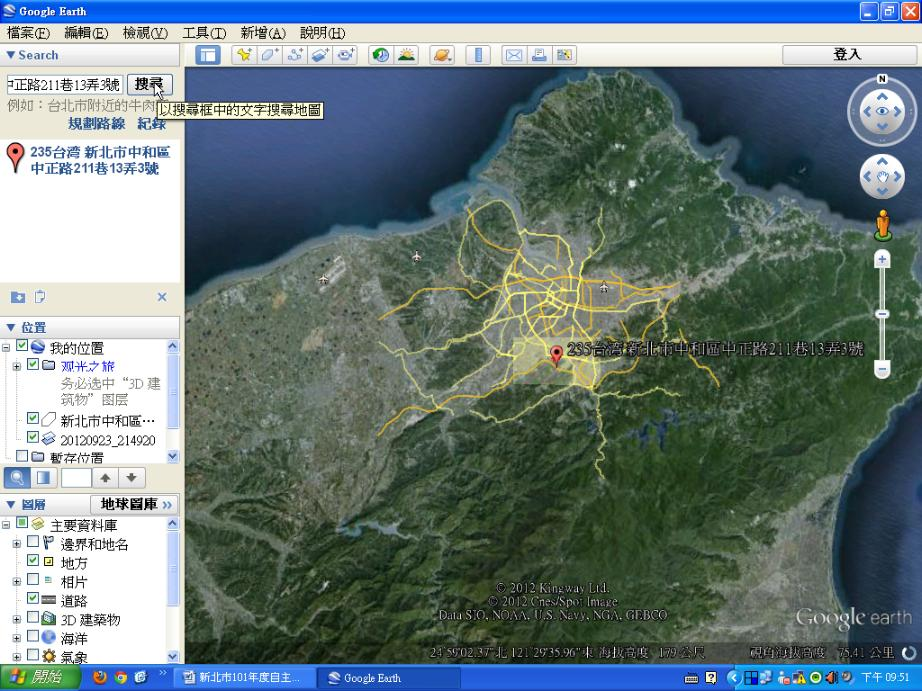 Google Earth
檔案(F) 編輯(E) 檢視(V) 工具(T) 新增(A) 說明(H)
Search
登入
中正路211巷13弄3號 搜尋
例如：台北市附近的牛肉
以搜尋框中的文字搜尋地圖
規劃路線 紀錄
235台湾 新北市中和區
中正路211巷13弄3號
N
235台湾 新北市中和區中正路211巷13弄3號
位置
我的位置
观光之旅
务必选中“3D 建
筑物”图层
新北市中和區…
20120923_214920
暫存位置
圖層
地球圖庫 »
主要資料庫
邊界和地名
地方
相片
道路
3D 建築物
海洋
氣象
© 2012 Kingway Ltd.
© 2012 Cnes/Spot Image
Data SIO, NOAA, U.S. Navy, NGA, GEBCO
Google earth
24°59'02.37"北 121°29'35.96"東 海拔高度 179 公尺 視角海拔高度 75.41 公里
開始
新北市101年度自主...
Google Earth
下午 09:51